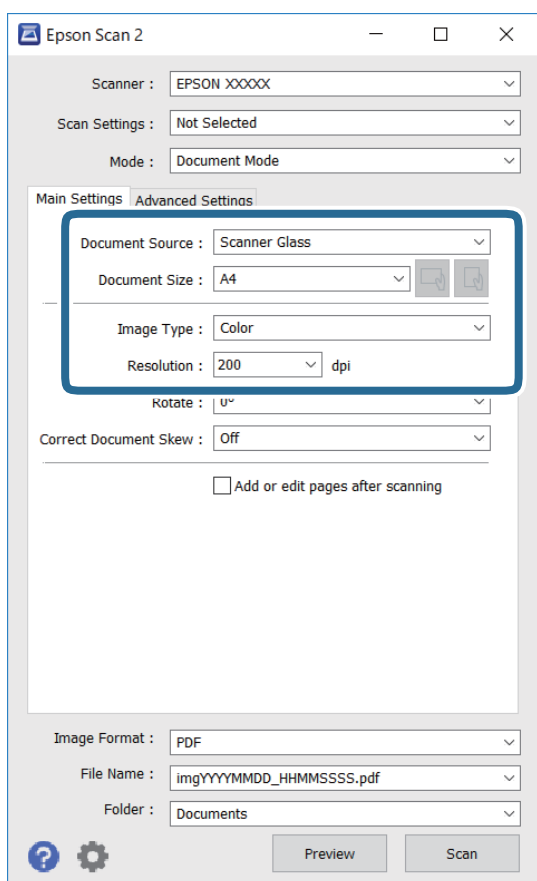 Epson Scan 2
Scanner : EPSON XXXXX
Scan Settings : Not Selected
Mode : Document Mode
Main Settings Advanced Settings
Document Source : Scanner Glass
Document Size : A4
Image Type : Color
Resolution : 200 dpi
Rotate : 0°
Correct Document Skew : Off
Add or edit pages after scanning
Image Format : PDF
File Name : imgYYYYMMDD_HHMMSSSS.pdf
Folder : Documents
? Preview Scan